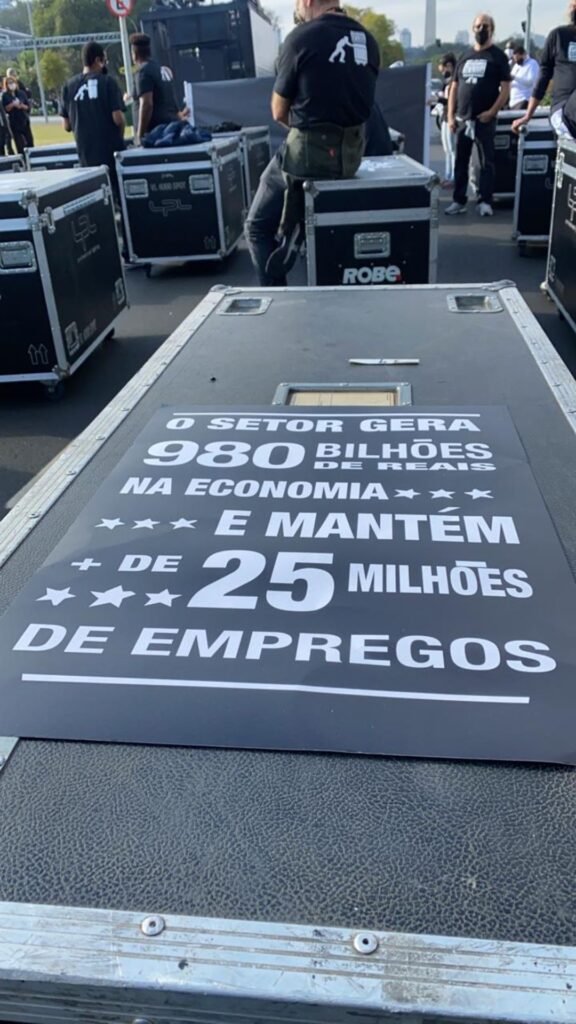 ROBE
O SETOR GERA
980 BILHÕES
DE REAIS
NA ECONOMIA
E MANTÉM
+ DE 25 MILHÕES
DE EMPREGOS